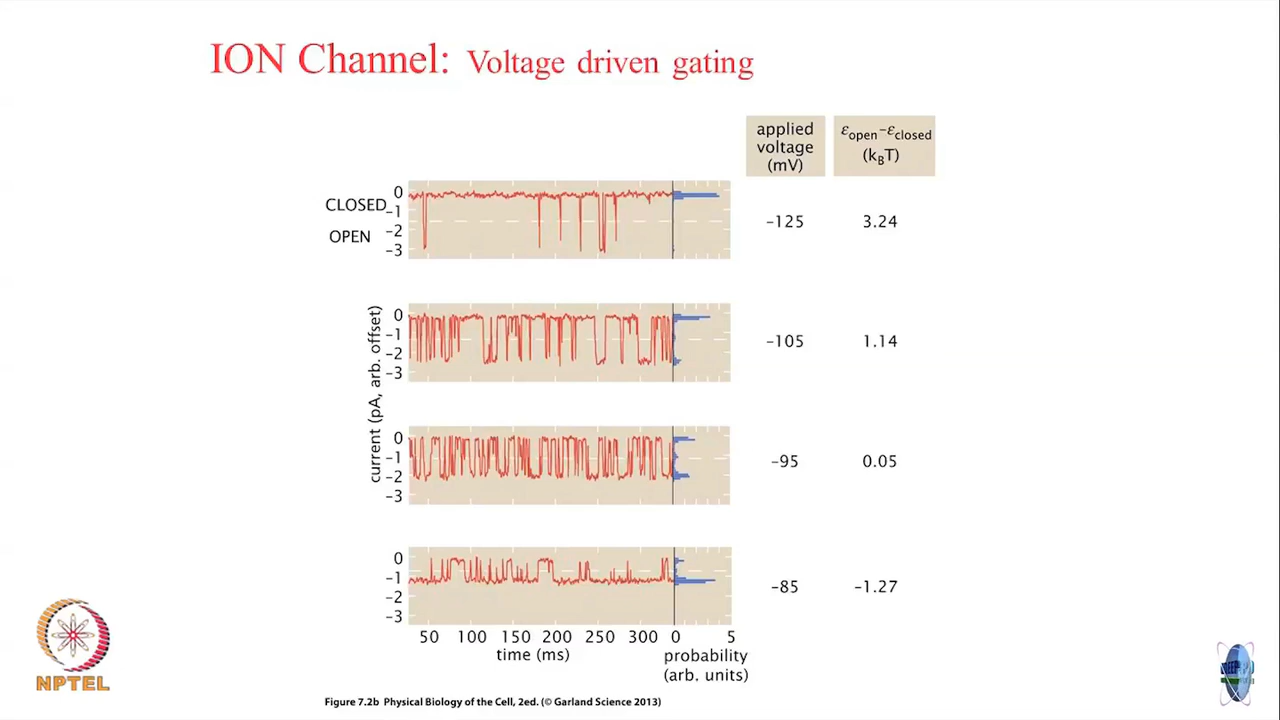 ION Channel: Voltage driven gating
applied
voltage
(mV)
εopen-εclosed
(kBT)
CLOSED
OPEN
0
-1
-2
-3
-125
3.24
0
-1
-2
-3
-105
1.14
0
-1
-2
-3
-95
0.05
0
-1
-2
-3
-85
-1.27
current (pA, arb. offset)
50 100 150 200 250 300 0 5
time (ms)
probability
(arb. units)
NPTEL
Figure 7.2b Physical Biology of the Cell, 2ed. (© Garland Science 2013)